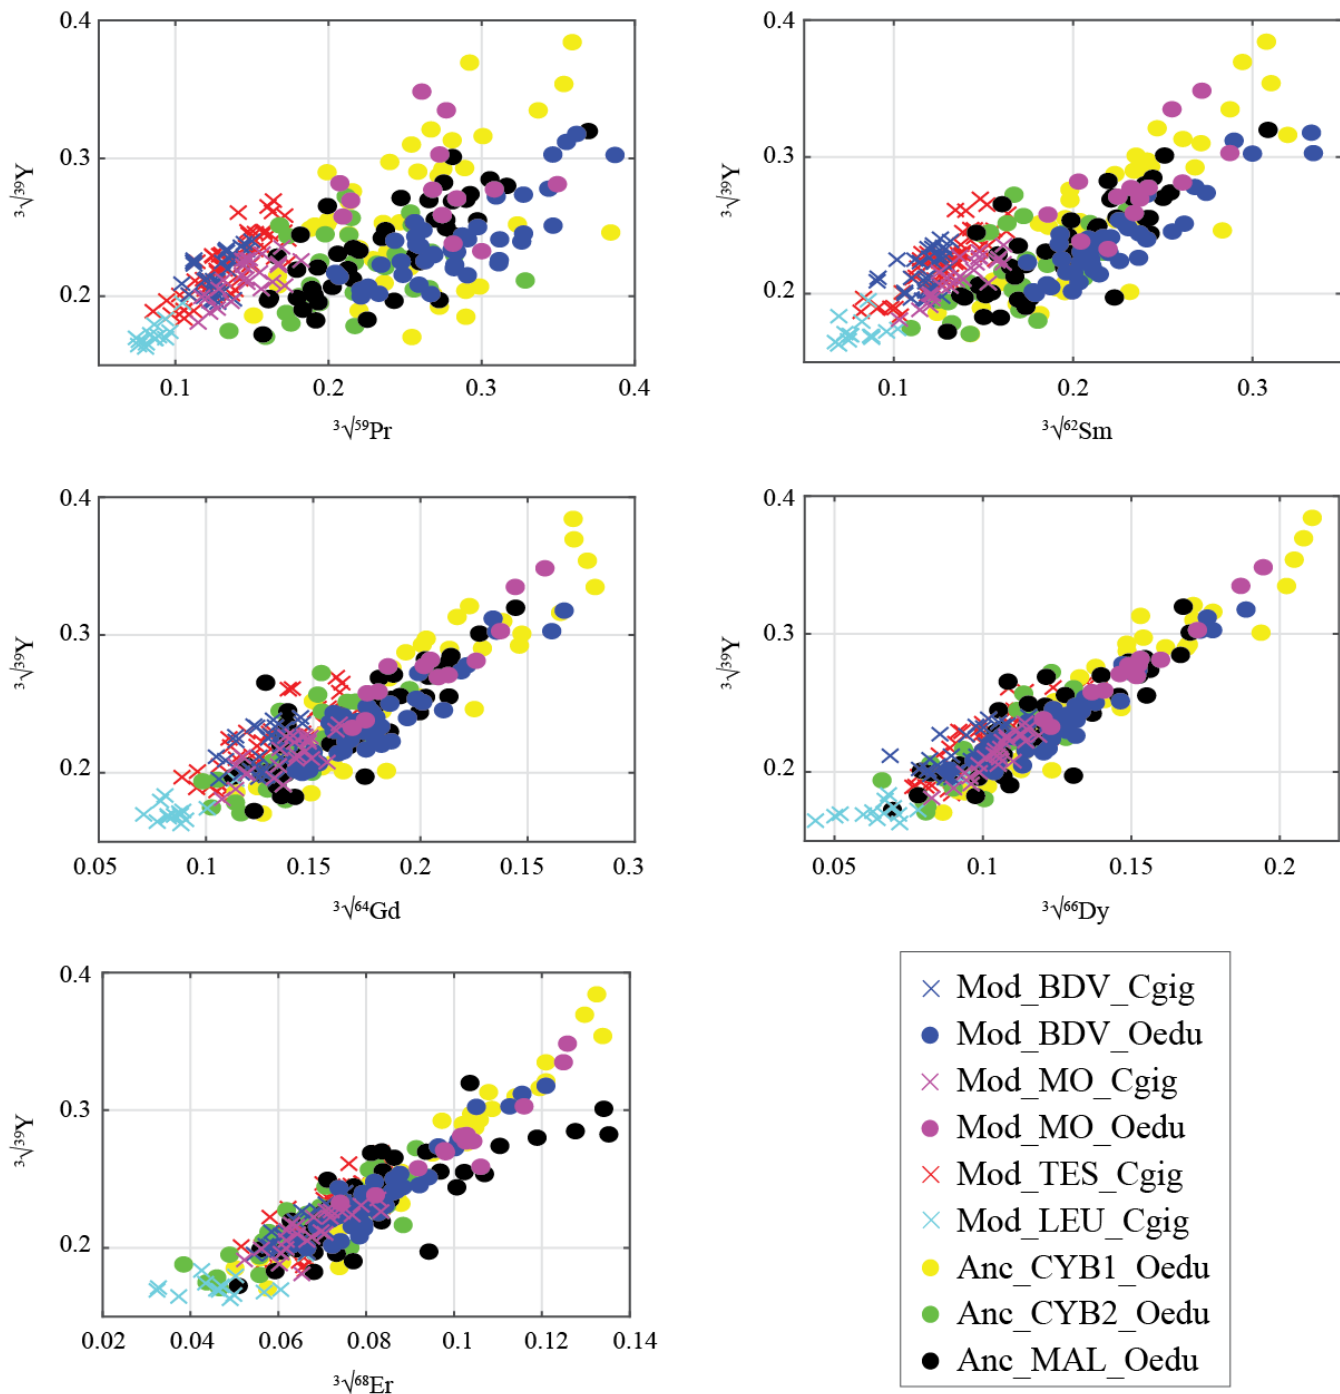 0.4 0.4
0.3 0.3
0.2 0.2
³√³⁹Y ³√³⁹Y
0.1 0.2 0.3 0.4 0.1 0.2 0.3
³√⁵⁹Pr ³√⁶²Sm
0.4 0.4
0.3 0.3
0.2 0.2
³√³⁹Y ³√³⁹Y
0.05 0.1 0.15 0.2 0.15 0.3 0.05 0.1 0.15 0.2
³√⁶⁴Gd ³√⁶⁶Dy
0.4
0.3
0.2
³√³⁹Y
0.02 0.04 0.06 0.08 0.1 0.12 0.14
³√⁶⁸Er
Mod_BDV_Cgig
Mod_BDV_Oedu
Mod_MO_Cgig
Mod_MO_Oedu
Mod_TES_Cgig
Mod_LEU_Cgig
Anc_CYB1_Oedu
Anc_CYB2_Oedu
Anc_MAL_Oedu